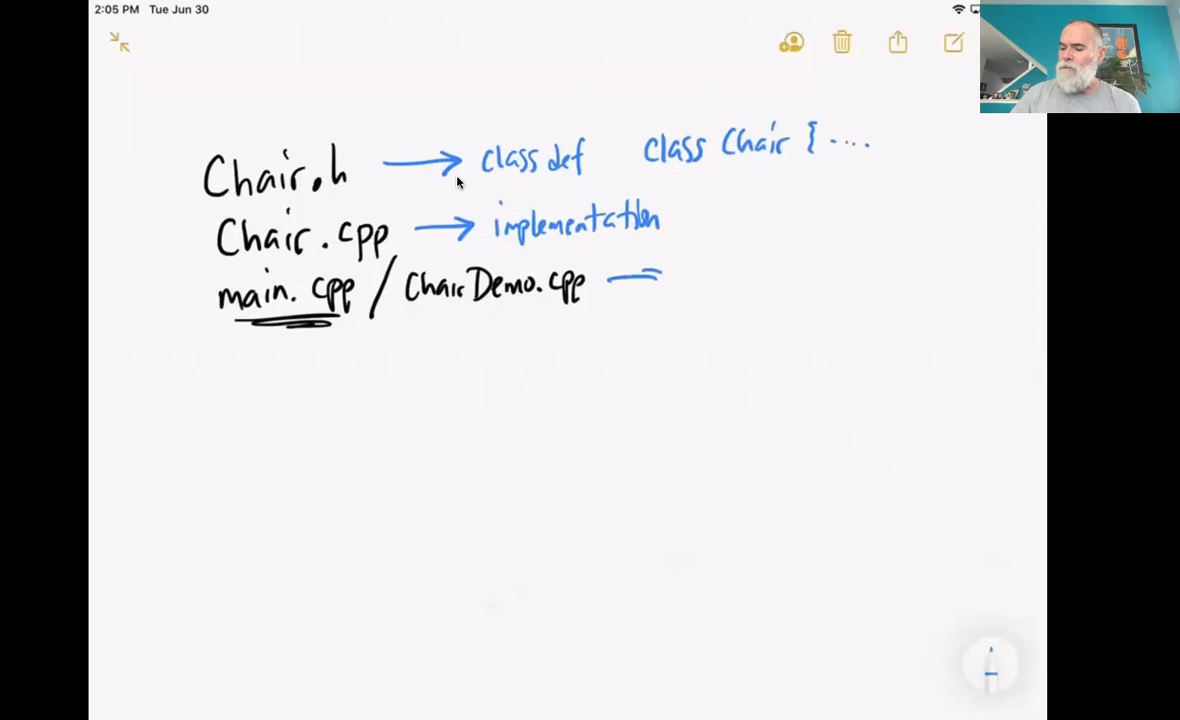 2:05 PM Tue Jun 30
Chair.h → class def class Chair { ....
Chair.cpp → implementation
main.cpp / ChairDemo.cpp